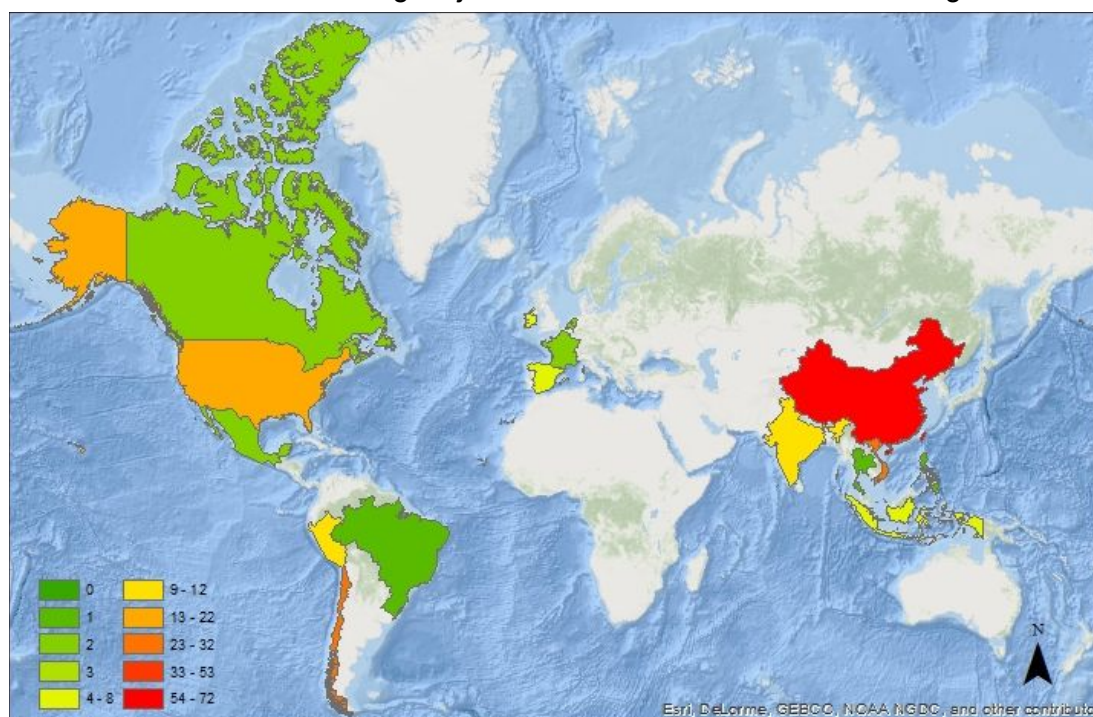 0
1
2
3
4 - 8
9 - 12
13 - 22
23 - 32
33 - 53
54 - 72
N
Esri, DeLorme, GEBCO, NOAA NGDC, and other contributo